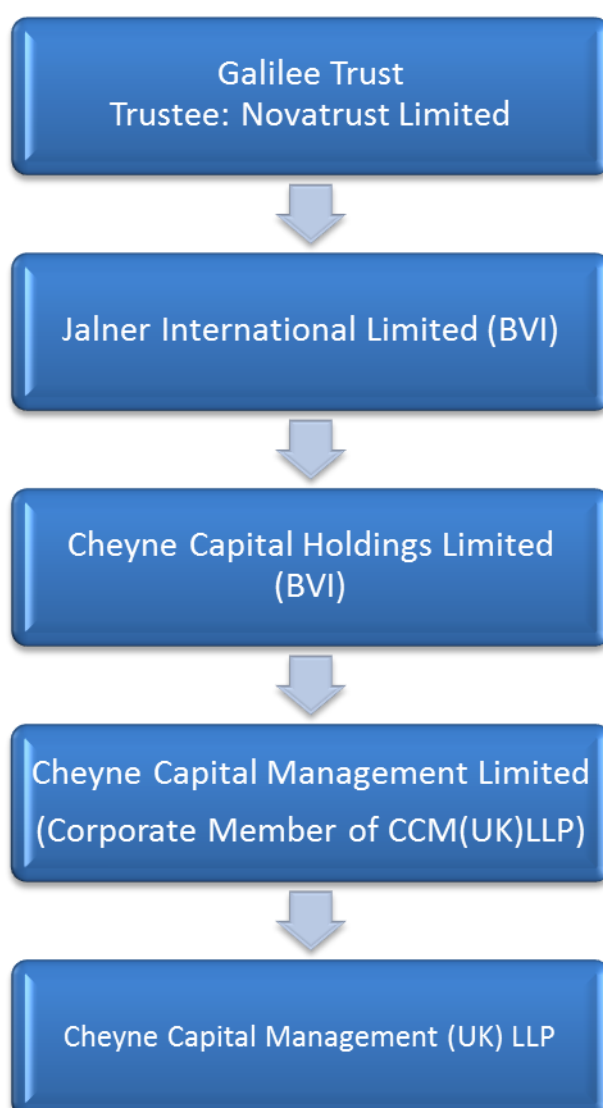 Galilee Trust
Trustee: Novatrust Limited
Jalner International Limited (BVI)
Cheyne Capital Holdings Limited
(BVI)
Cheyne Capital Management Limited
(Corporate Member of CCM(UK)LLP)
Cheyne Capital Management (UK) LLP